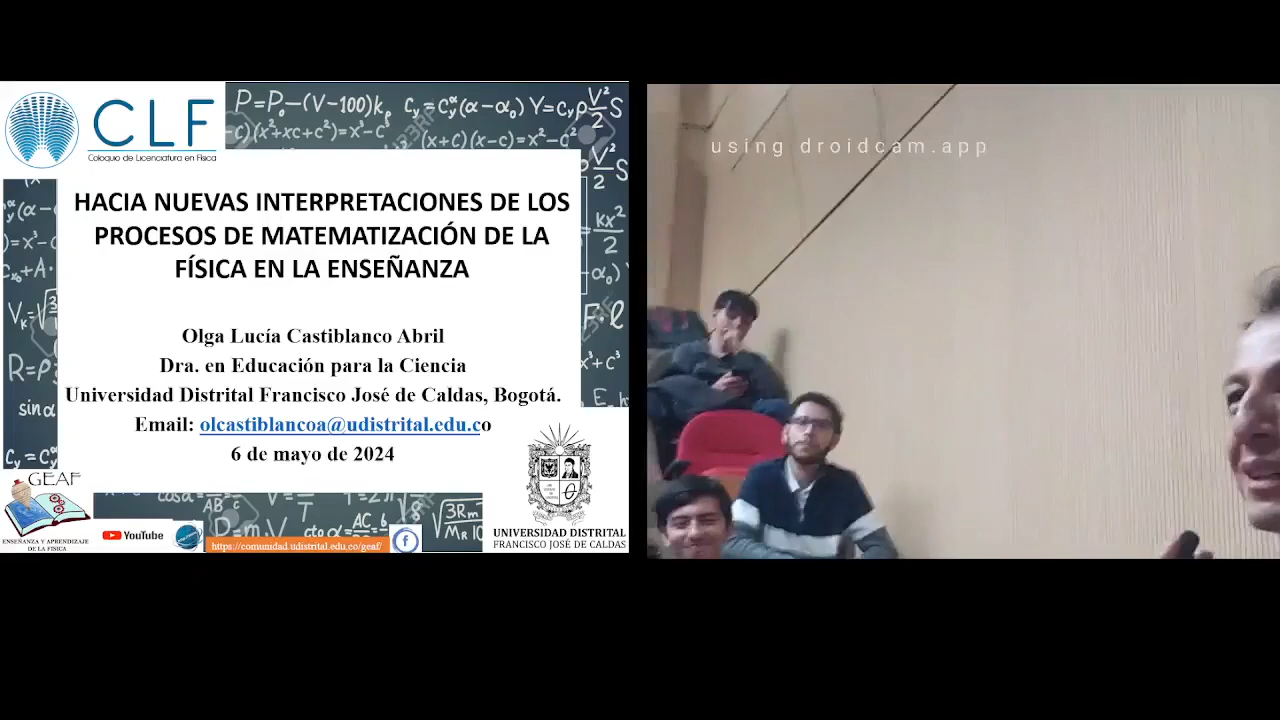 CLF
Coloquio de Licenciatura en Física
HACIA NUEVAS INTERPRETACIONES DE LOS
PROCESOS DE MATEMATIZACIÓN DE LA
FÍSICA EN LA ENSEÑANZA
Olga Lucía Castiblanco Abril
Dra. en Educación para la Ciencia
Universidad Distrital Francisco José de Caldas, Bogotá.
Email: olcastiblancoa@udistrital.edu.co
6 de mayo de 2024
GEAF
ENSEÑANZA Y APRENDIZAJE
DE LA FÍSICA
YouTube
https://comunidad.udistrital.edu.co/geaf/
UNIVERSIDAD DISTRITAL
FRANCISCO JOSÉ DE CALDAS
using droidcam.app